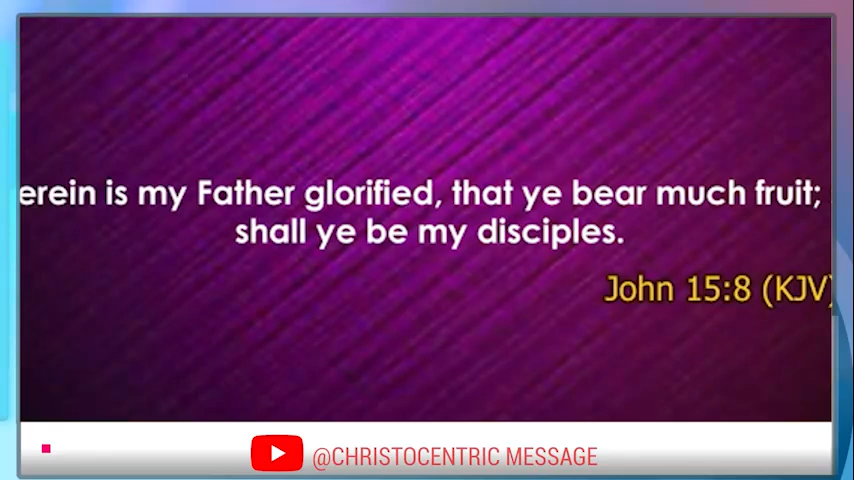 erein is my Father glorified, that ye bear much fruit;
shall ye be my disciples.
John 15:8 (KJV)
@CHRISTOCENTRIC MESSAGE